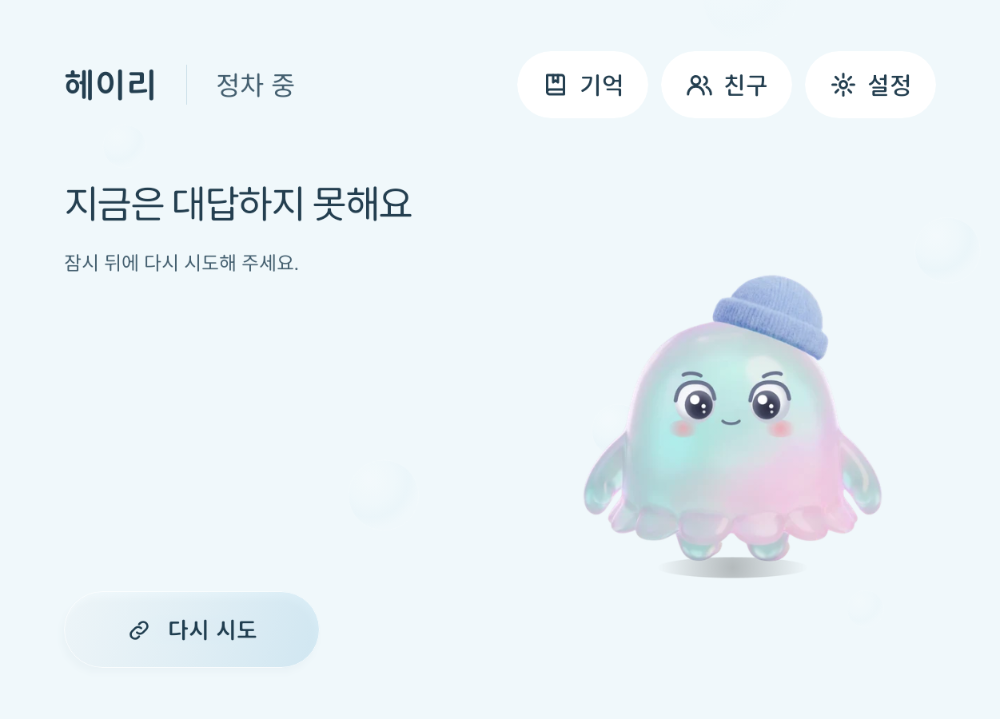 헤이리
정차 중
기억
친구
설정
지금은 대답하지 못해요
잠시 뒤에 다시 시도해 주세요.
다시 시도